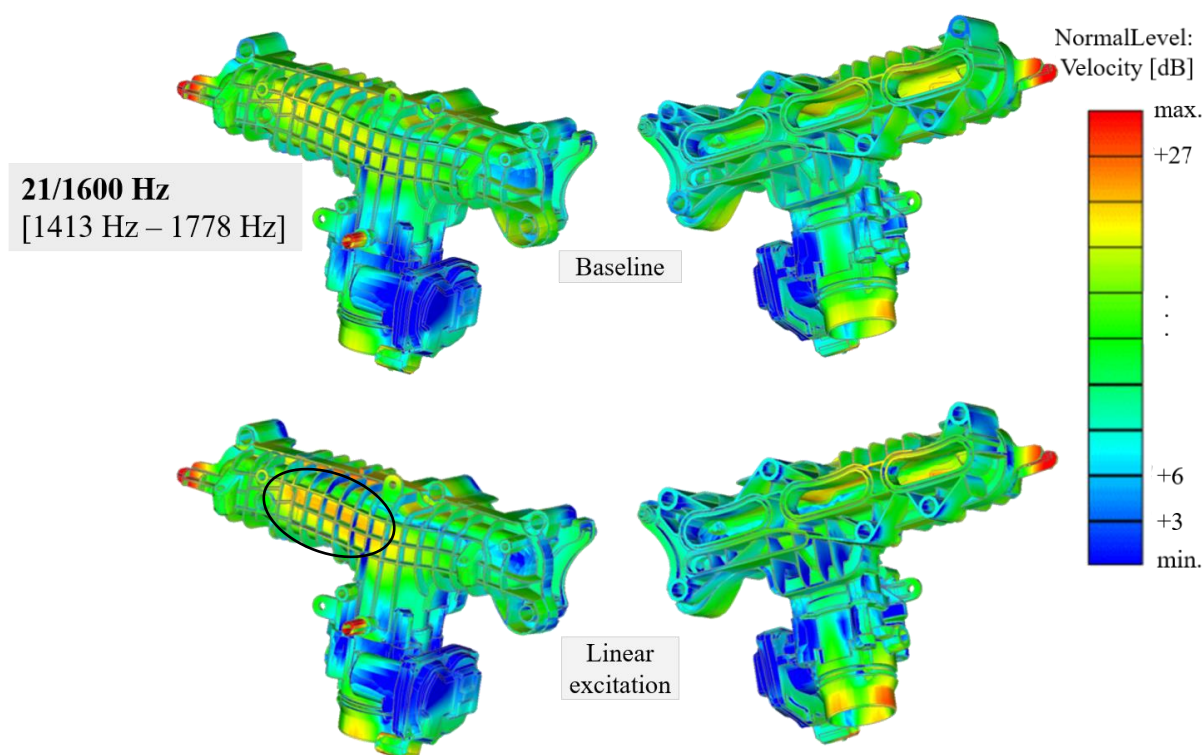 NormalLevel:
Velocity [dB]
max.
+27
21/1600 Hz
[1413 Hz – 1778 Hz]
Baseline
.
.
.
+6
+3
min.
Linear
excitation